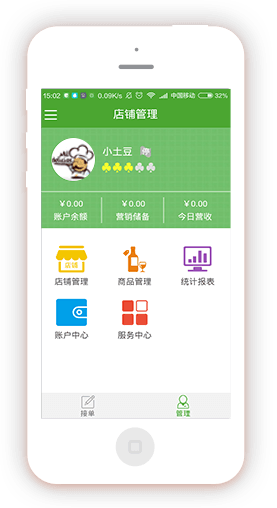 15:02 0.09K/s 中国移动 32%
店铺管理
小土豆
￥0.00 ￥0.00 ￥0.00
账户余额 营销储备 今日营收
店铺
店铺管理 商品管理 统计报表
账户中心 服务中心
接单 管理